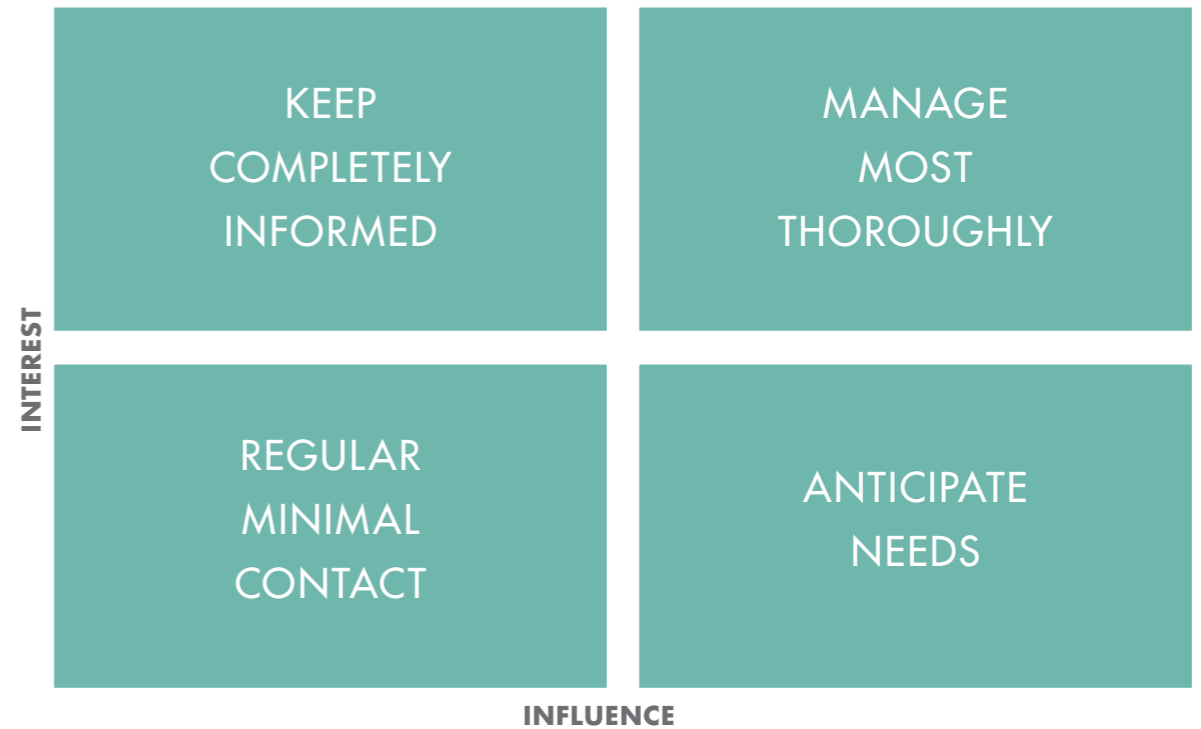 KEEP
COMPLETELY
INFORMED
MANAGE
MOST
THOROUGHLY
INTEREST
REGULAR
MINIMAL
CONTACT
ANTICIPATE
NEEDS
INFLUENCE